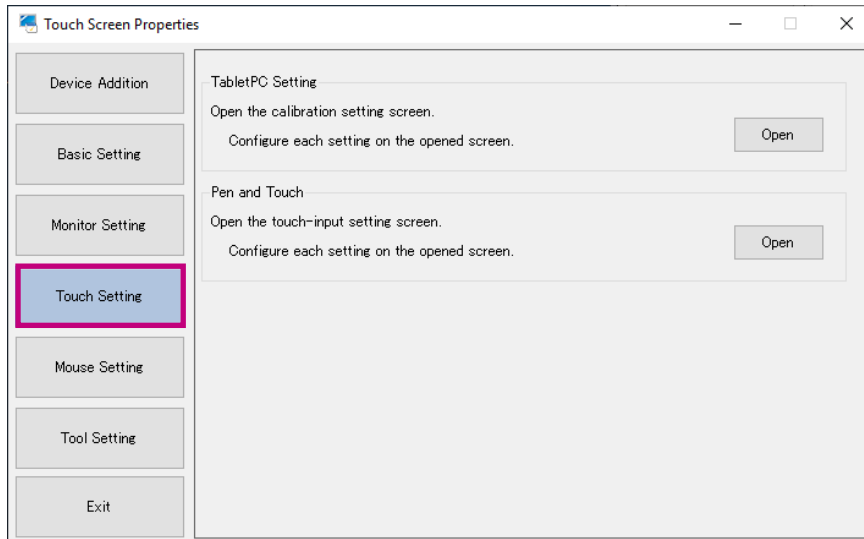 Touch Screen Properties
Device Addition
Basic Setting
Monitor Setting
Touch Setting
Mouse Setting
Tool Setting
Exit
TabletPC Setting
Open the calibration setting screen.
Configure each setting on the opened screen.
Open
Pen and Touch
Open the touch-input setting screen.
Configure each setting on the opened screen.
Open